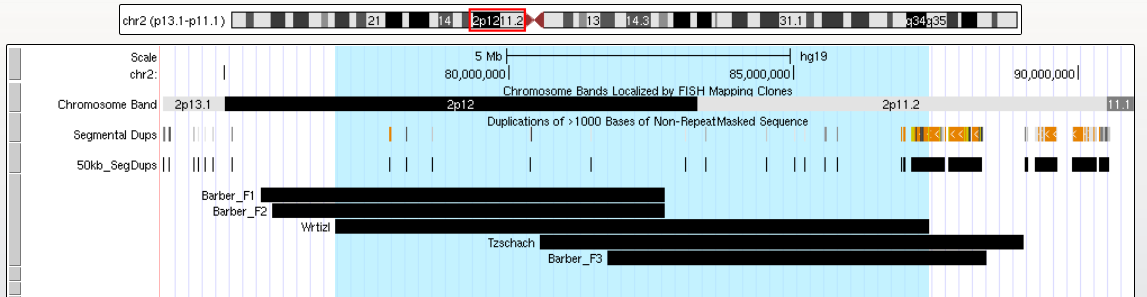 chr2 (p13.1-p11.1) 21 14 2p12 11.2 13 14.3 31.1 q34 q35
Scale 5 Mb hg19
chr2: 80,000,000 85,000,000 90,000,000
Chromosome Bands Localized by FISH Mapping Clones
Chromosome Band 2p13.1 2p12 2p11.2 11.1
Duplications of >1000 Bases of Non-RepeatMasked Sequence
Segmental Dups
50kb_SegDups
Barber_F1
Barber_F2
Wrtizl
Tzschach
Barber_F3